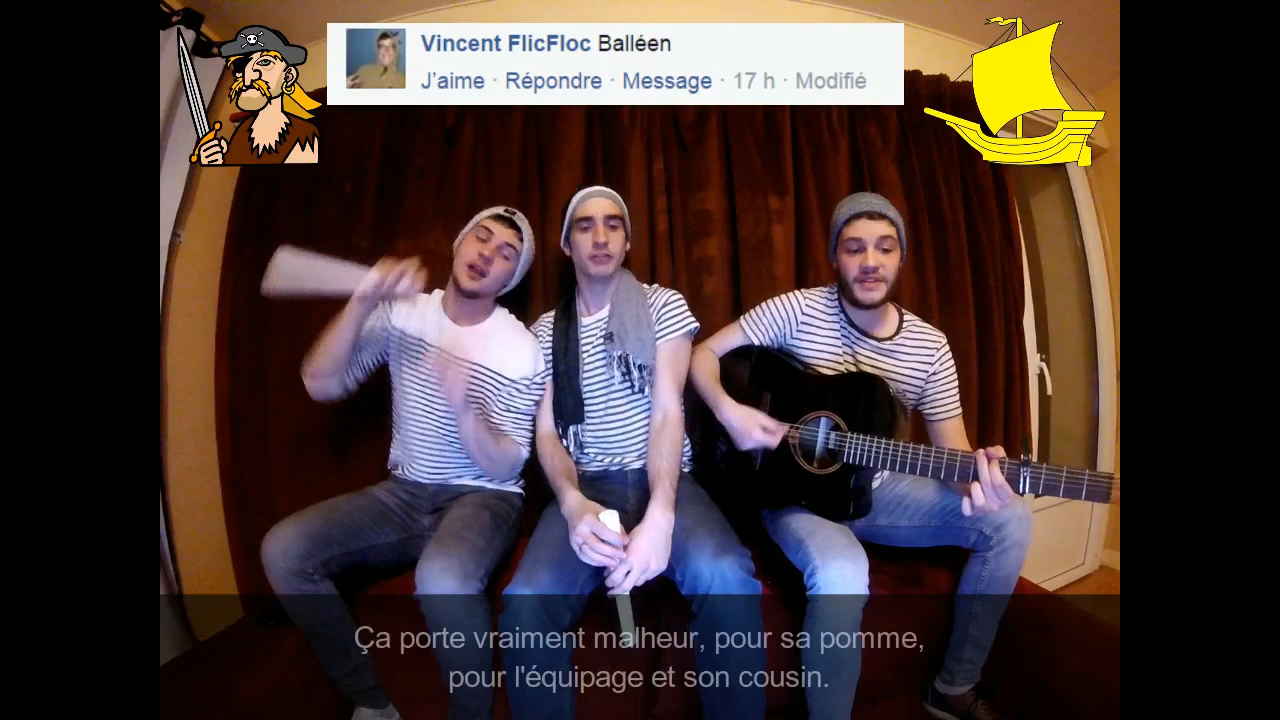 Vincent FlicFloc Balléen
J'aime · Répondre · Message · 17 h · Modifié
Ça porte vraiment malheur, pour sa pomme,
pour l'équipage et son cousin.